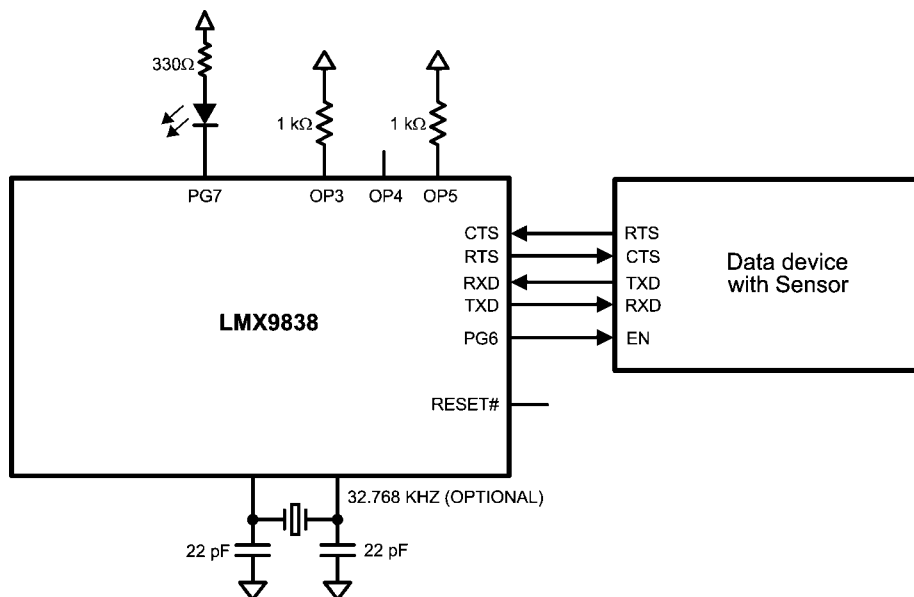 330Ω
1 kΩ
1 kΩ
PG7
OP3
OP4
OP5
CTS
RTS
RXD
TXD
PG6
RESET#
LMX9838
RTS
CTS
TXD
RXD
EN
Data device
with Sensor
32.768 KHZ (OPTIONAL)
22 pF
22 pF